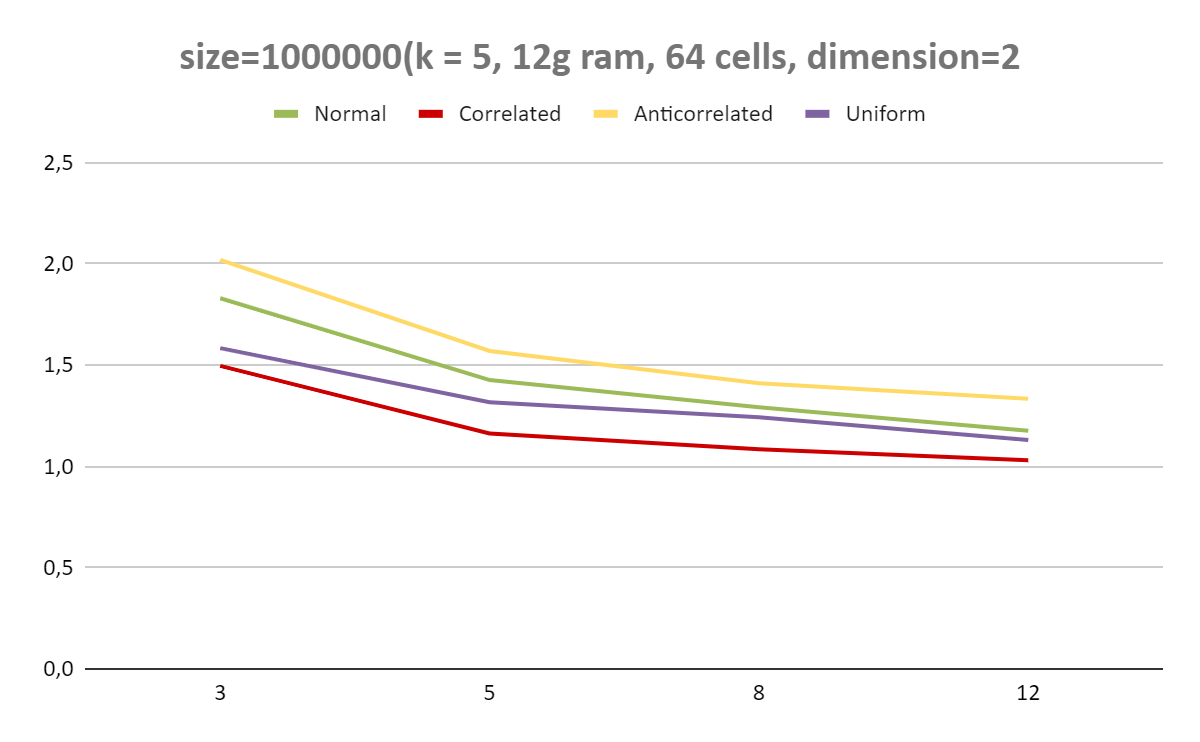 size=1000000(k = 5, 12g ram, 64 cells, dimension=2
Normal Correlated Anticorrelated Uniform
2,5
2,0
1,5
1,0
0,5
0,0
3 5 8 12